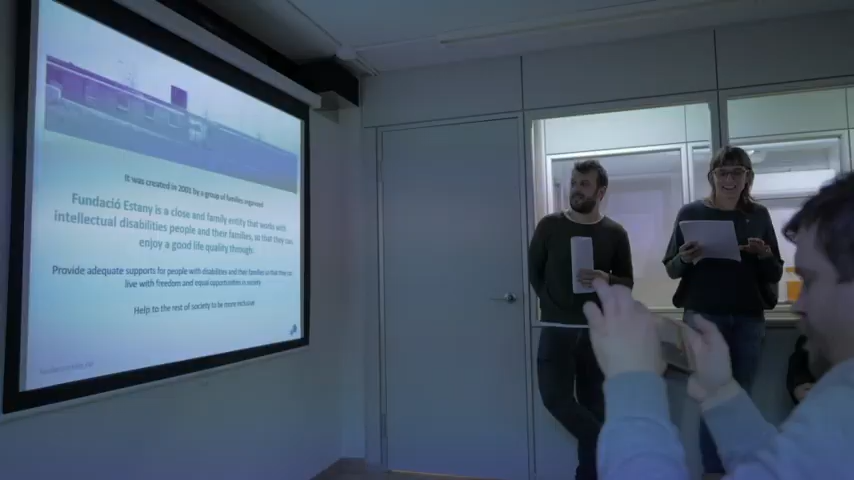 It was created in 2001 by a group of families organized
Fundació Estany is a close and family entity that works with
intellectual disabilities people and their families, so that they can
enjoy a good life quality through:
Provide adequate supports for people with disabilities and their families so that they can
live with freedom and equal opportunities in society
Help to the rest of society to be more inclusive